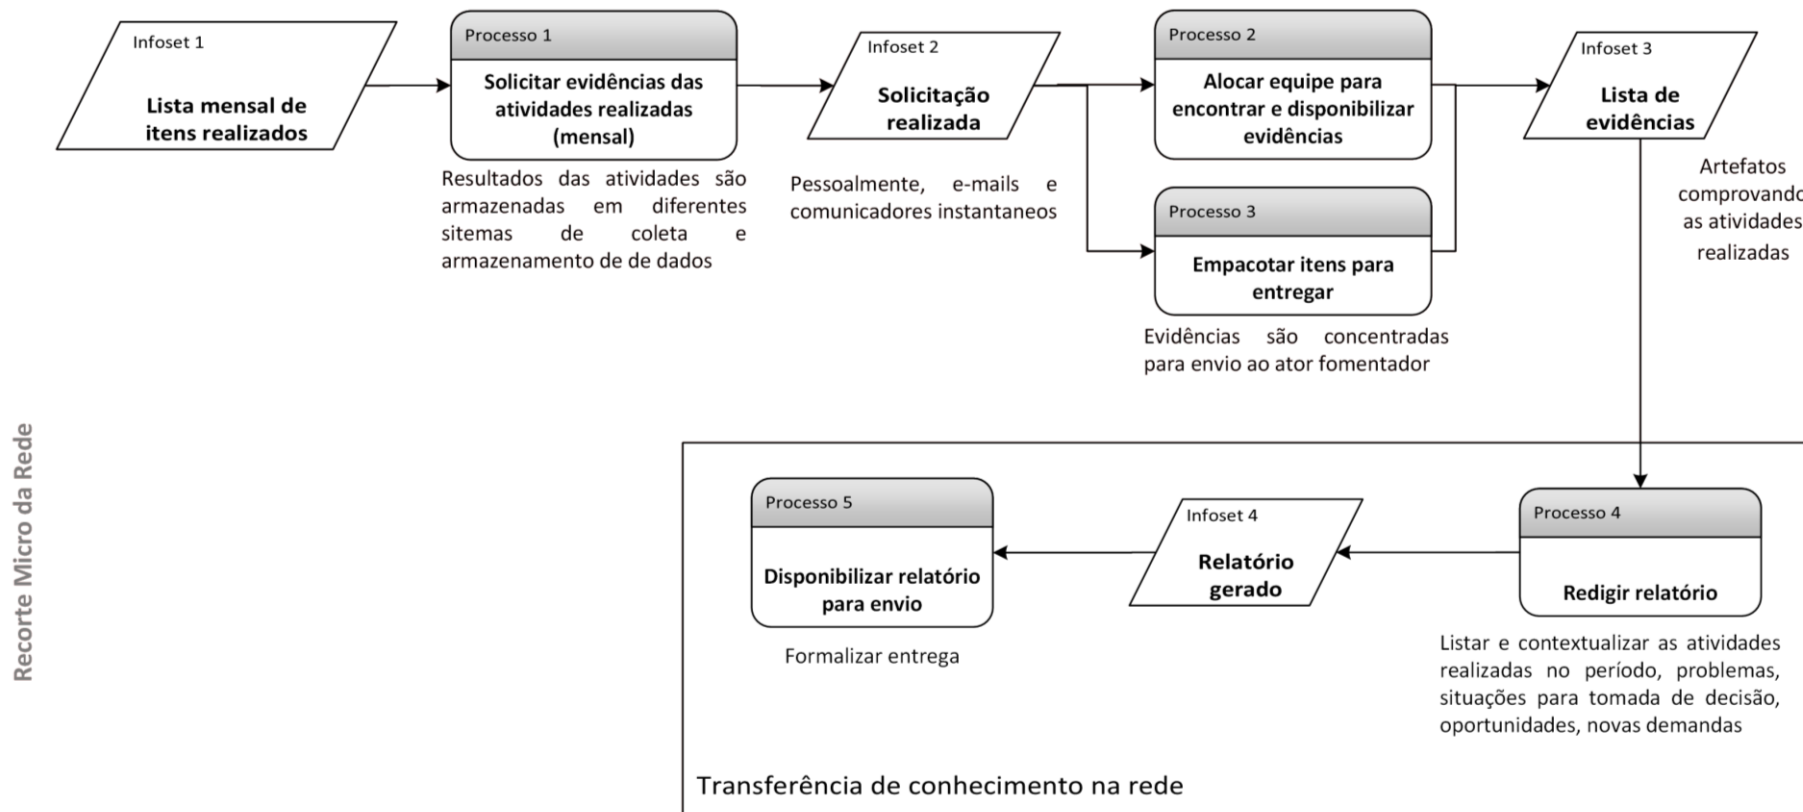 Infoset 1
Lista mensal de
itens realizados
Processo 1
Solicitar evidências das
atividades realizadas
(mensal)
Resultados das atividades são
armazenadas em diferentes
sitemas de coleta e
armazenamento de de dados
Infoset 2
Solicitação
realizada
Pessoalmente, e-mails e
comunicadores instantaneos
Processo 2
Alocar equipe para
encontrar e disponibilizar
evidências
Processo 3
Empacotar itens para
entregar
Evidências são concentradas
para envio ao ator fomentador
Infoset 3
Lista de
evidências
Artefatos
comprovando
as atividades
realizadas
Recorte Micro da Rede
Processo 4
Redigir relatório
Listar e contextualizar as atividades
realizadas no período, problemas,
situações para tomada de decisão,
oportunidades, novas demandas
Infoset 4
Relatório
gerado
Processo 5
Disponibilizar relatório
para envio
Formalizar entrega
Transferência de conhecimento na rede